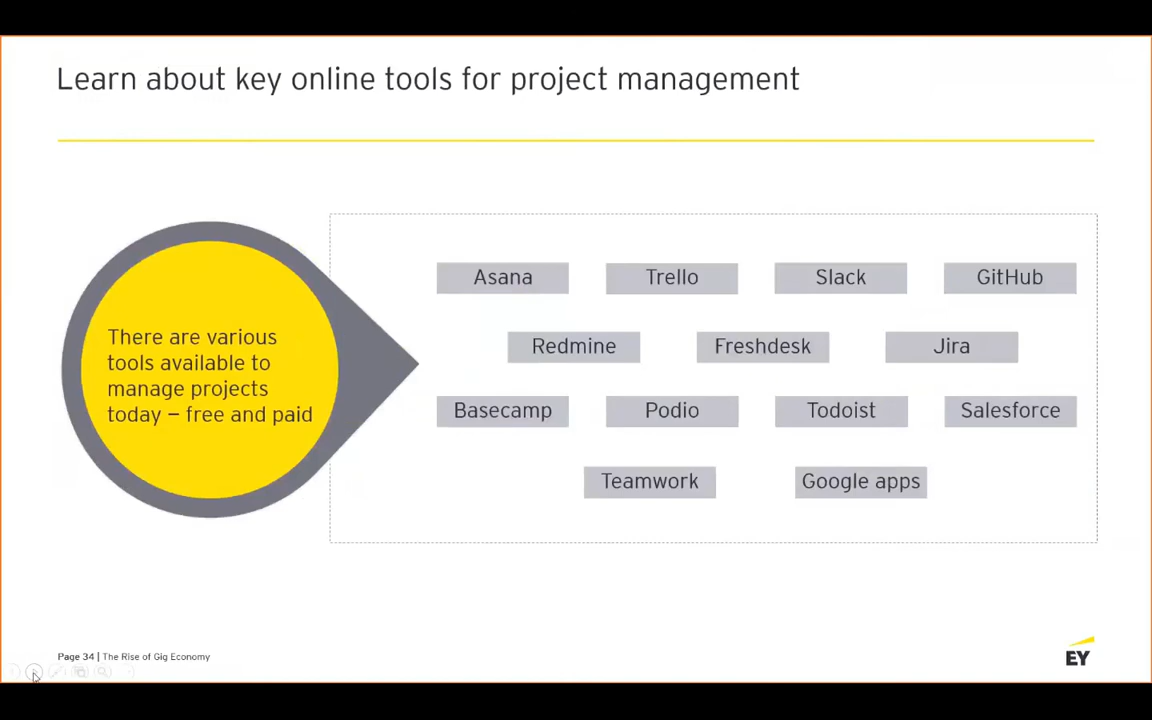 Learn about key online tools for project management
There are various
tools available to
manage projects
today – free and paid
Asana Trello Slack GitHub
Redmine Freshdesk Jira
Basecamp Podio Todoist Salesforce
Teamwork Google apps
Page 34 | The Rise of Gig Economy
EY